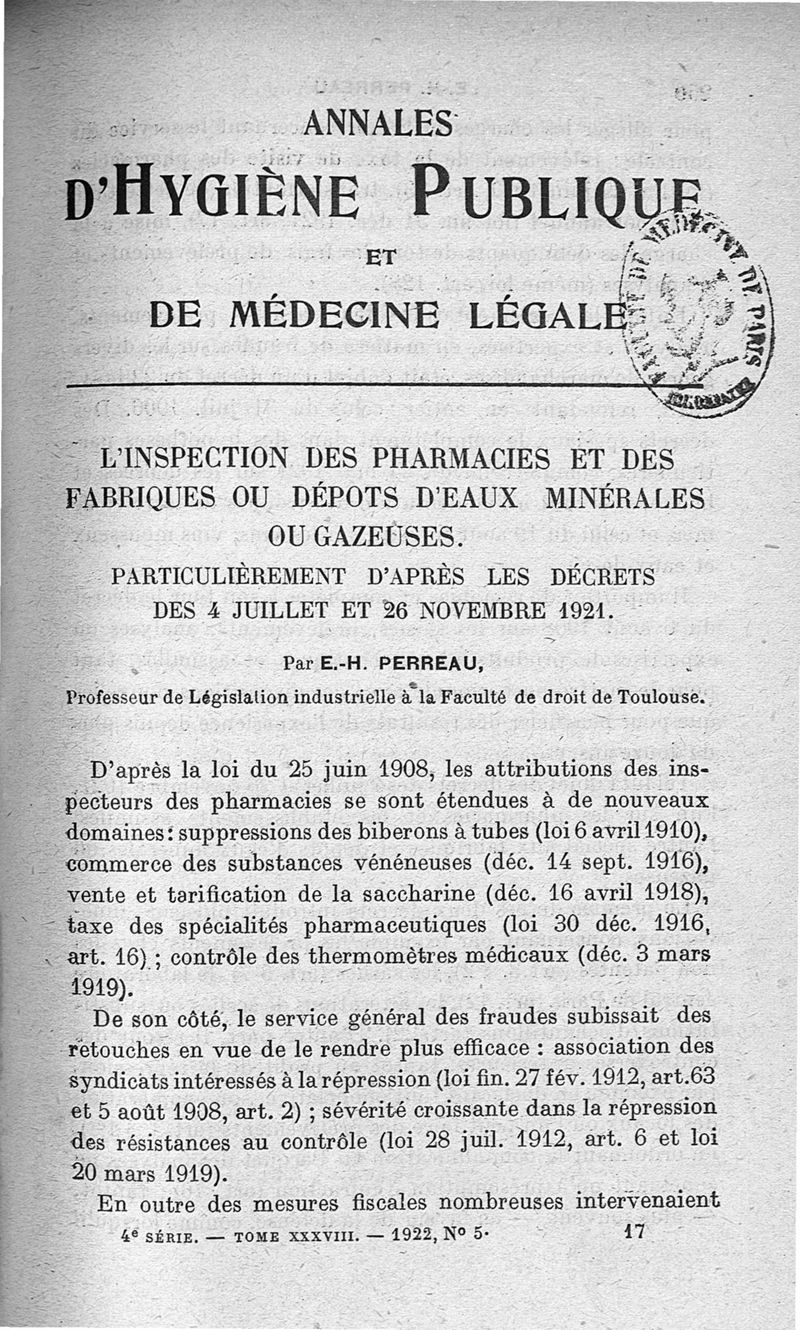 ANNALES
D'HYGIÈNE PUBLIQUE
ET
DE MÉDECINE LÉGALE
FACULTÉ DE MÉDECINE DE PARIS
L'INSPECTION DES PHARMACIES ET DES
FABRIQUES OU DÉPOTS D'EAUX MINÉRALES
OU GAZEUSES.
PARTICULIÈREMENT D'APRÈS LES DÉCRETS
DES 4 JUILLET ET 26 NOVEMBRE 1921.
Par E.-H. PERREAU,
Professeur de Législation industrielle à la Faculté de droit de Toulouse.
D'après la loi du 25 juin 1908, les attributions des ins-
pecteurs des pharmacies se sont étendues à de nouveaux
domaines: suppressions des biberons à tubes (loi 6 avril 1910),
commerce des substances vénéneuses (déc. 14 sept. 1916),
vente et tarification de la saccharine (déc. 16 avril 1918),
taxe des spécialités pharmaceutiques (loi 30 déc. 1916,
art. 16) ; contrôle des thermomètres médicaux (déc. 3 mars
1919).
De son côté, le service général des fraudes subissait des
retouches en vue de le rendre plus efficace : association des
syndicats intéressés à la répression (loi fin. 27 fév. 1912, art.63
et 5 août 1908, art. 2) ; sévérité croissante dans la répression
des résistances au contrôle (loi 28 juil. 1912, art. 6 et loi
20 mars 1919).
En outre des mesures fiscales nombreuses intervenaient
4e SÉRIE. — TOME XXXVIII. — 1922, No 5.
17